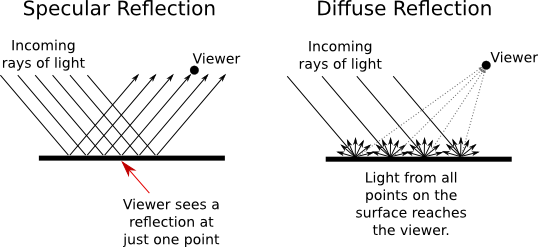 Specular Reflection
Incoming
rays of light
Viewer
Viewer sees a
reflection at
just one point
Diffuse Reflection
Incoming
rays of light
Viewer
Light from all
points on the
surface reaches
the viewer.